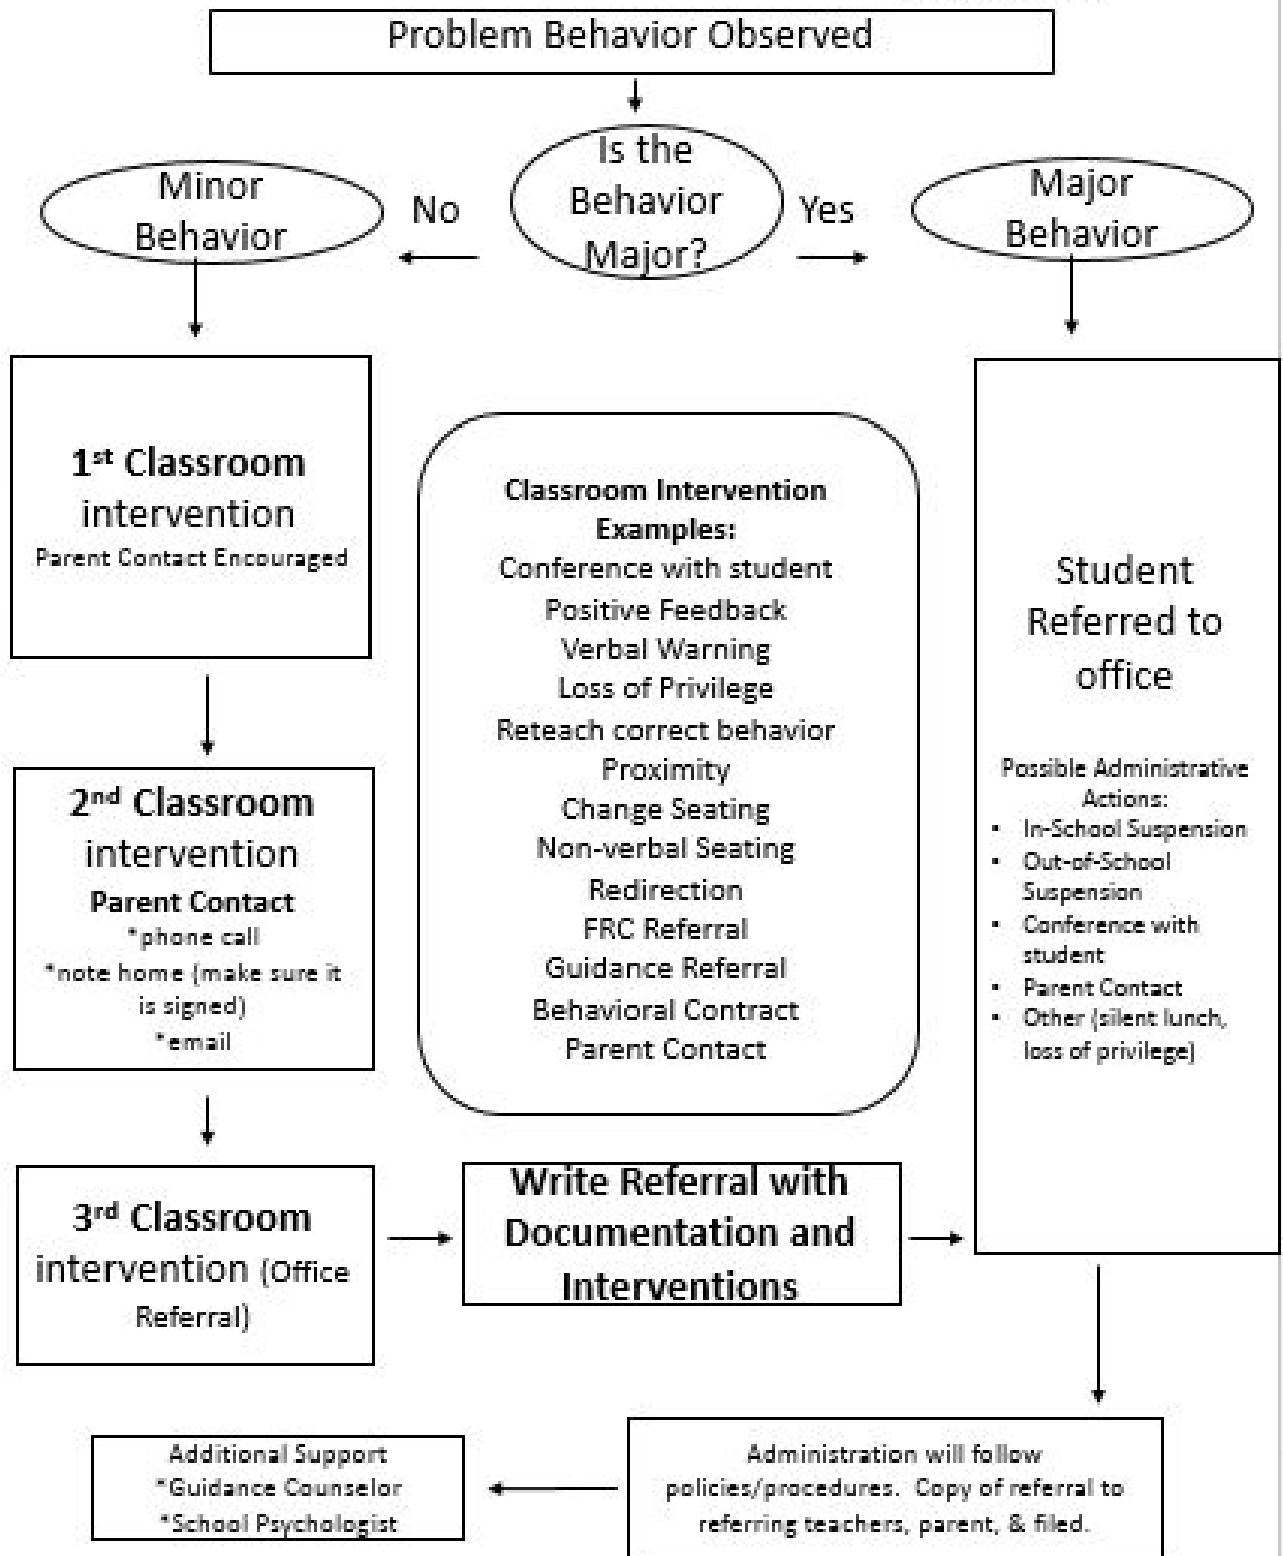 Problem Behavior Observed
Is the
Behavior
Major?
No
Yes
Minor
Behavior
Major
Behavior
1st Classroom
intervention
Parent Contact Encouraged
2nd Classroom
intervention
Parent Contact
*phone call
*note home (make sure it
is signed)
*email
3rd Classroom
intervention (Office
Referral)
Classroom Intervention
Examples:
Conference with student
Positive Feedback
Verbal Warning
Loss of Privilege
Reteach correct behavior
Proximity
Change Seating
Non-verbal Seating
Redirection
FRC Referral
Guidance Referral
Behavioral Contract
Parent Contact
Write Referral with
Documentation and
Interventions
Student
Referred to
office
Possible Administrative
Actions:
• In-School Suspension
• Out-of-School
Suspension
• Conference with
student
• Parent Contact
• Other (silent lunch,
loss of privilege)
Administration will follow
policies/procedures. Copy of referral to
referring teachers, parent, & filed.
Additional Support
*Guidance Counselor
*School Psychologist